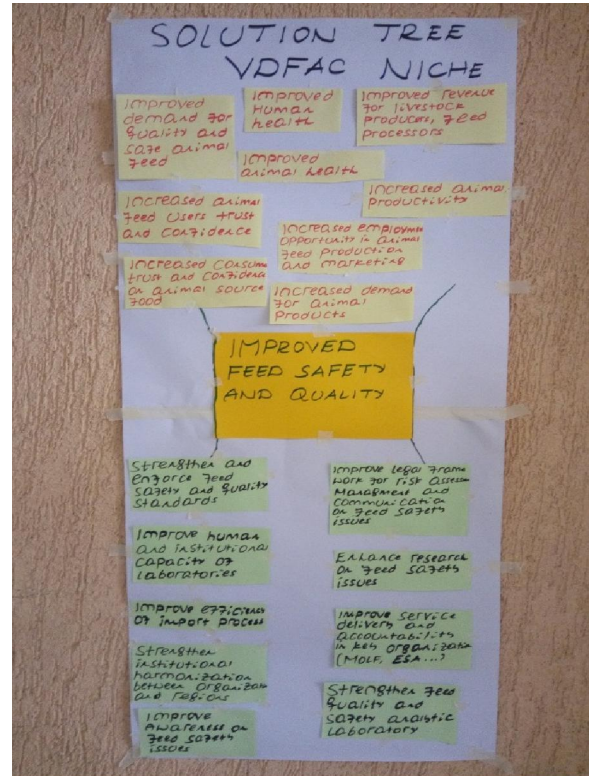 SOLUTION TREE
VDFAC NICHE
Improved
demand for
quality and
safe animal
feed
Improved
Human
health
Improved revenue
for livestock
producers, feed
processors
Improved
animal health
Increased animal
productivity
Increased animal
feed users trust
and confidence
Increased employme
opportunity in animal
feed production
and marketing
Increased Consume
trust and confidence
on animal source
food
Increased demand
for animal
products
IMPROVED
FEED SAFETY
AND QUALITY
Strengthen and
enforce feed
safety and quality
standards
Improve legal frame
work for risk assessm
Managment and
communication
on feed safety
issues
Improve human
and institutional
capacity of
laboratories
Enhance research
on feed safety
issues
Improve efficiency
of import process
Improve service
delivery and
accountability
in key organizatio
(MoLF, ESA...)
Strengthen
institutional
harmonization
between organizati
and regions
Strengthen feed
quality and
safety analytic
laboratory
Improve
Awareness on
feed safety
issues